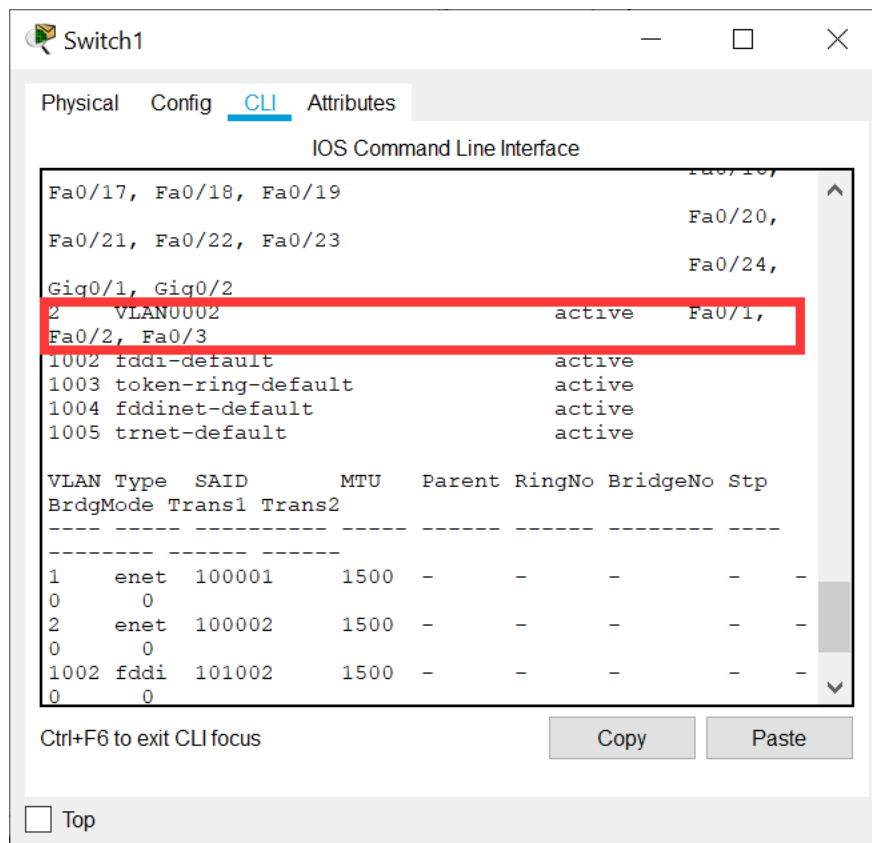 Switch1
Physical Config CLI Attributes
IOS Command Line Interface
Fa0/17, Fa0/18, Fa0/19
Fa0/20,
Fa0/21, Fa0/22, Fa0/23
Fa0/24,
Gig0/1, Gig0/2
2 VLAN0002 active Fa0/1,
Fa0/2, Fa0/3
1002 fddi-default active
1003 token-ring-default active
1004 fddinet-default active
1005 trnet-default active
VLAN Type SAID MTU Parent RingNo BridgeNo Stp
BrdgMode Trans1 Trans2
---- ----- ---------- ----- ------ ------ -------- ----
-------- ------ ------
1 enet 100001 1500 - - - - -
0 0
2 enet 100002 1500 - - - - -
0 0
1002 fddi 101002 1500 - - - - -
0 0
Ctrl+F6 to exit CLI focus
Copy
Paste
Top